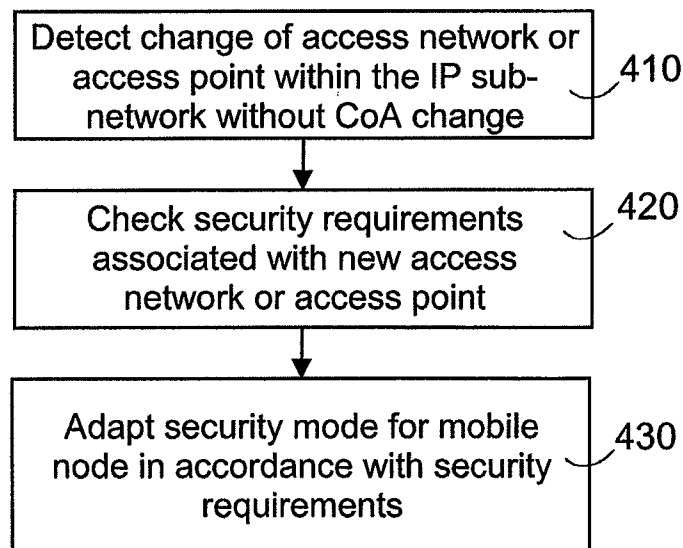 Detect change of access network or
access point within the IP sub-
network without CoA change
410
Check security requirements
associated with new access
network or access point
420
Adapt security mode for mobile
node in accordance with security
requirements
430